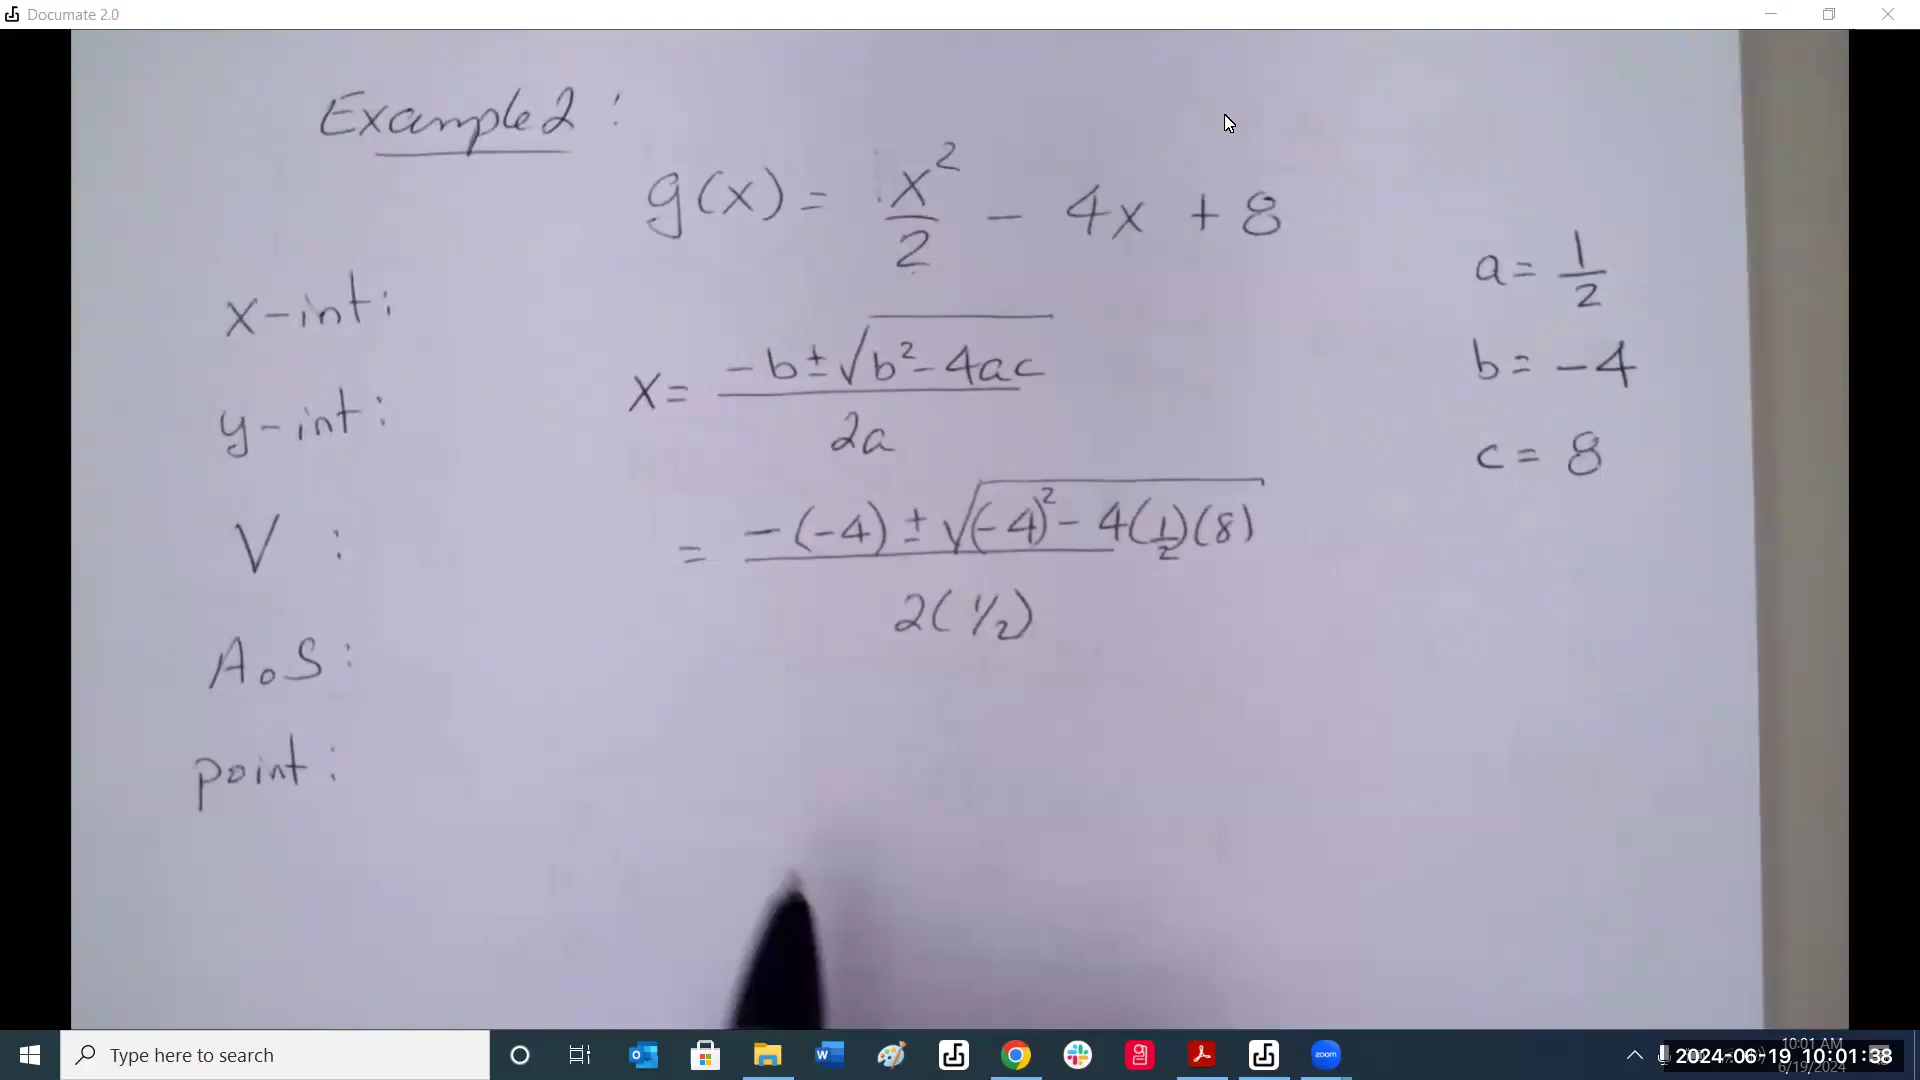 Documate 2.0
Example 2 :
g(x) = x²/2 - 4x + 8
a = 1/2
x-int :
x = (-b ± √(b² - 4ac))/2a
b = -4
y-int :
c = 8
V :
= (-(-4) ± √((-4)² - 4(1/2)(8)))/2(1/2)
AoS :
point :
Type here to search
zoom
10:01 AM
2024-06-19 10:01:38
6/19/2024